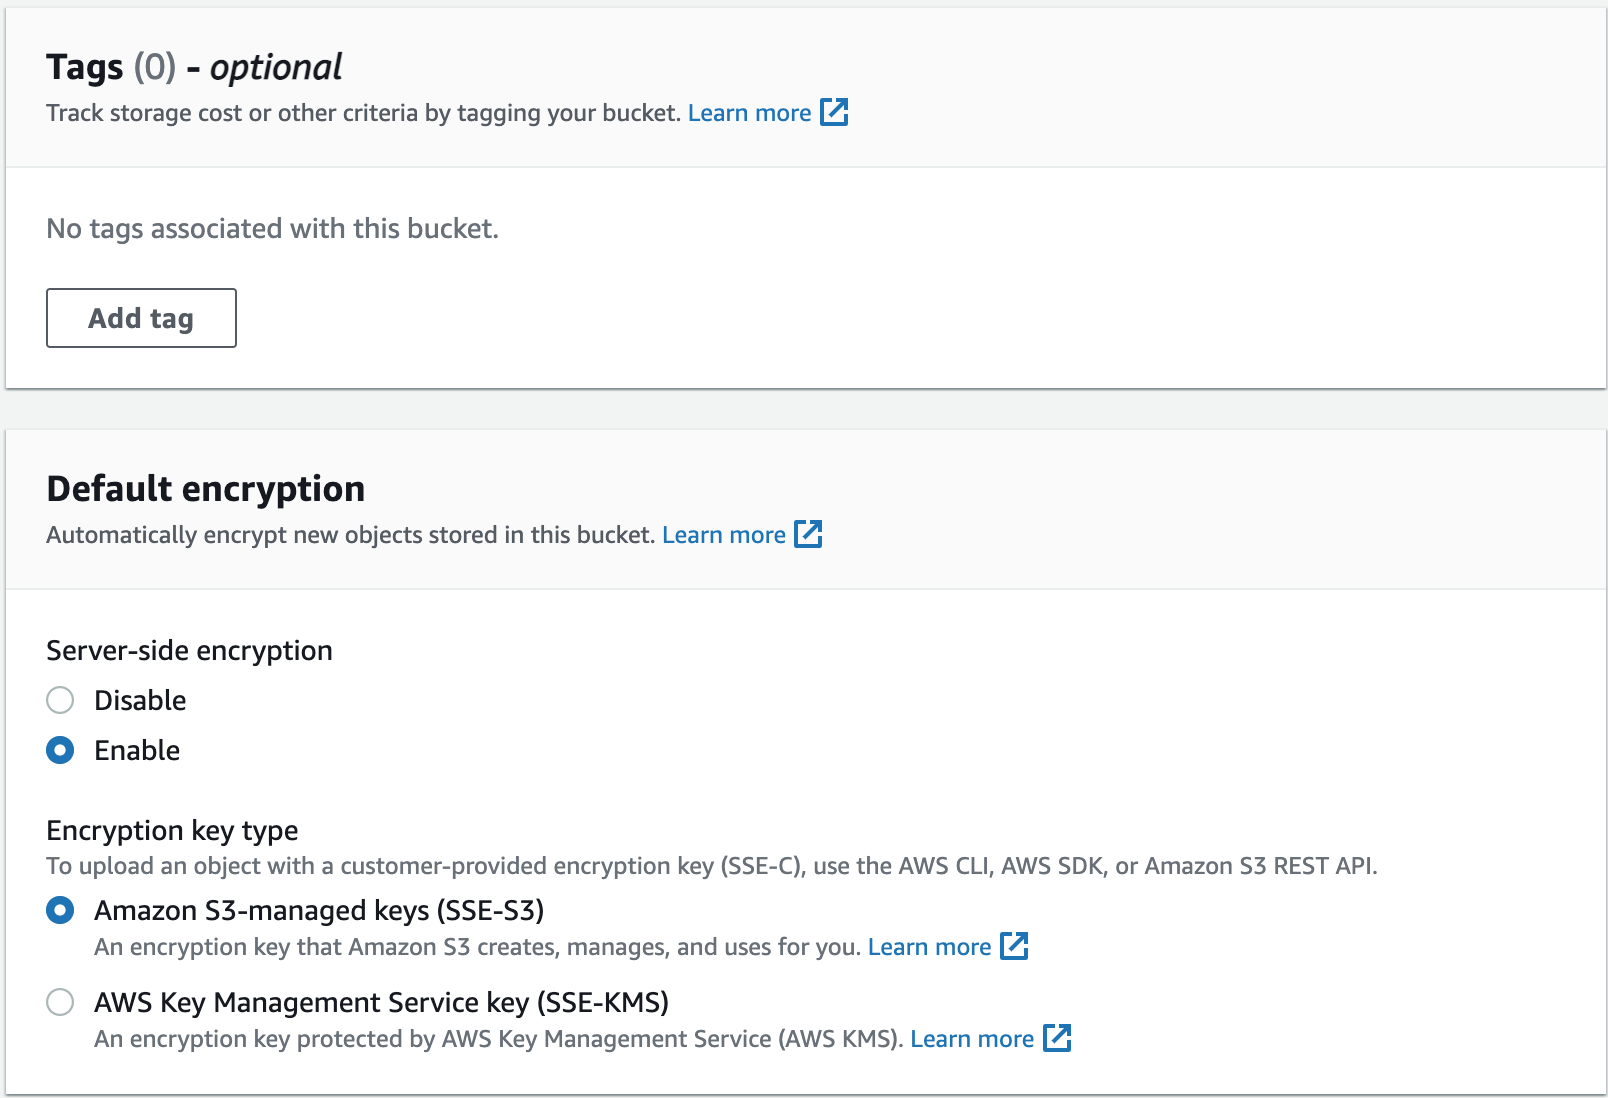 Tags (0) - optional
Track storage cost or other criteria by tagging your bucket. Learn more
No tags associated with this bucket.
Add tag
Default encryption
Automatically encrypt new objects stored in this bucket. Learn more
Server-side encryption
Disable
Enable
Encryption key type
To upload an object with a customer-provided encryption key (SSE-C), use the AWS CLI, AWS SDK, or Amazon S3 REST API.
Amazon S3-managed keys (SSE-S3)
An encryption key that Amazon S3 creates, manages, and uses for you. Learn more
AWS Key Management Service key (SSE-KMS)
An encryption key protected by AWS Key Management Service (AWS KMS). Learn more